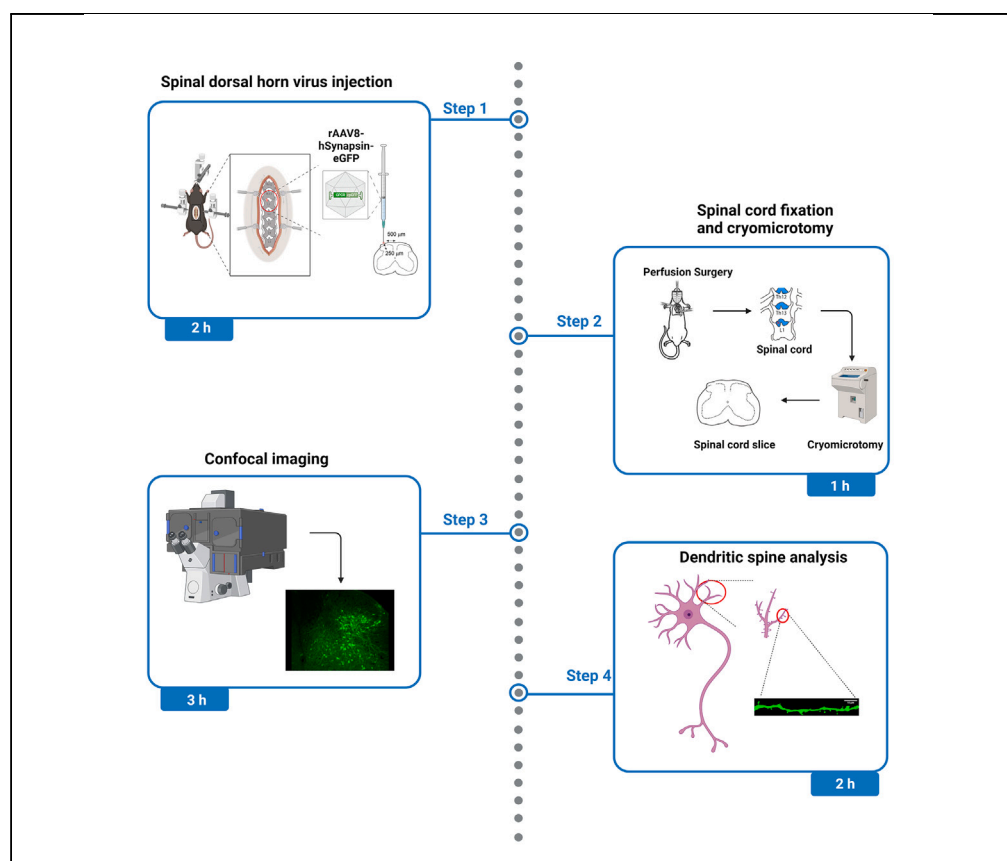 Spinal dorsal horn virus injection
Step 1
rAAV8-
hSynapsin-
eGFP
500 μm
250 μm
2 h
Spinal cord fixation
and cryomicrotomy
Step 2
Perfusion Surgery
Th12
Th13
L1
Spinal cord
Spinal cord slice
Cryomicrotomy
1 h
Confocal imaging
Step 3
3 h
Dendritic spine analysis
Step 4
2 h